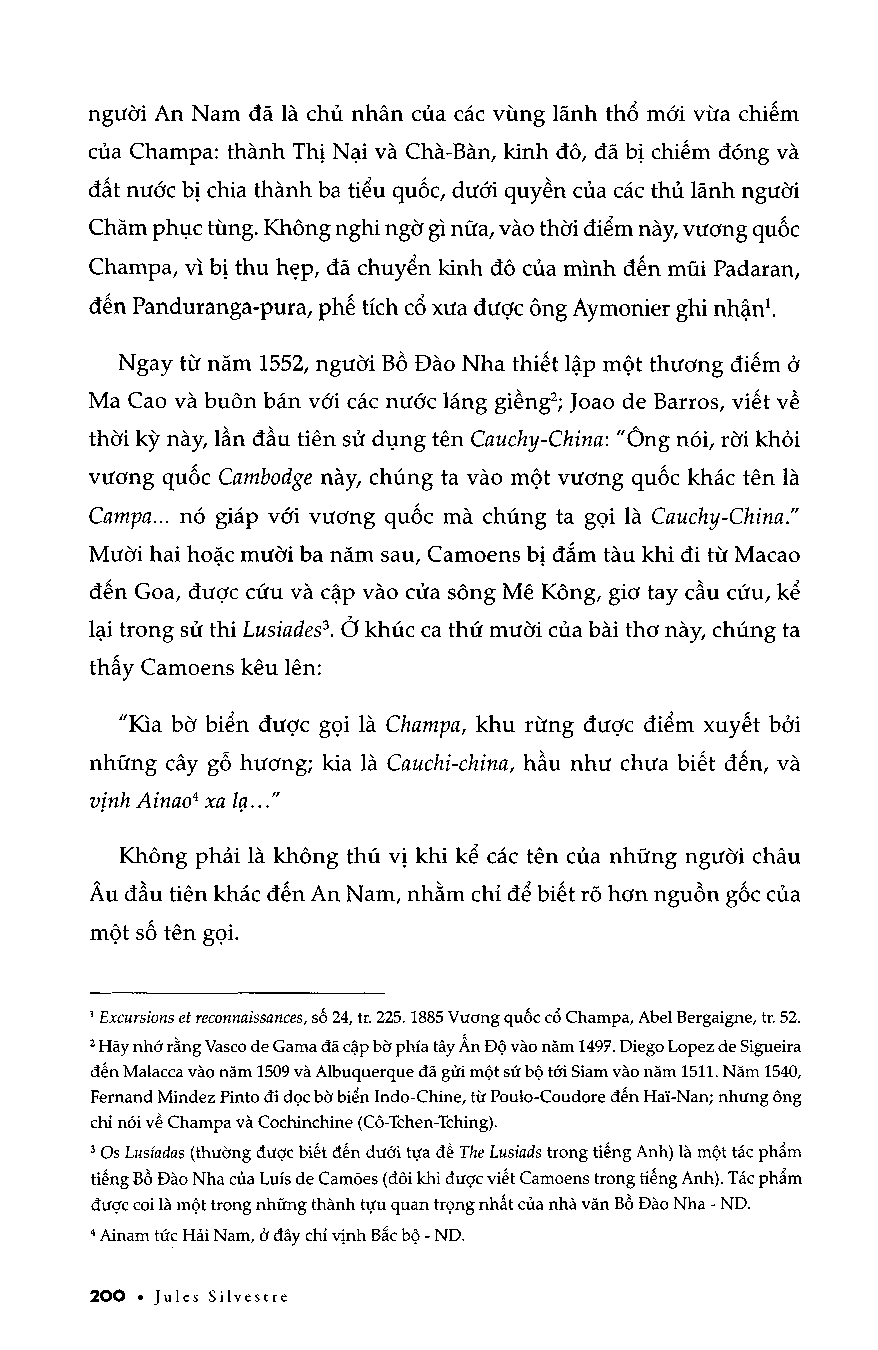 người An Nam đã là chủ nhân của các vùng lãnh thổ mới vừa chiếm
của Champa: thành Thị Nại và Chà-Bàn, kinh đô, đã bị chiếm đóng và
đất nước bị chia thành ba tiểu quốc, dưới quyền của các thủ lãnh người
Chăm phục tùng. Không nghi ngờ gì nữa, vào thời điểm này, vương quốc
Champa, vì bị thu hẹp, đã chuyển kinh đô của mình đến mũi Padaran,
đến Panduranga-pura, phế tích cổ xưa được ông Aymonier ghi nhận¹.
Ngay từ năm 1552, người Bồ Đào Nha thiết lập một thương điếm ở
Ma Cao và buôn bán với các nước láng giềng²; Joao de Barros, viết về
thời kỳ này, lần đầu tiên sử dụng tên Cauchy-China: "Ông nói, rời khỏi
vương quốc Cambodge này, chúng ta vào một vương quốc khác tên là
Campa... nó giáp với vương quốc mà chúng ta gọi là Cauchy-China."
Mười hai hoặc mười ba năm sau, Camoens bị đắm tàu khi đi từ Macao
đến Goa, được cứu và cập vào cửa sông Mê Kông, giơ tay cầu cứu, kể
lại trong sử thi Lusiades³. Ở khúc ca thứ mười của bài thơ này, chúng ta
thấy Camoens kêu lên:
"Kìa bờ biển được gọi là Champa, khu rừng được điểm xuyết bởi
những cây gỗ hương; kia là Cauchi-china, hầu như chưa biết đến, và
vịnh Ainao⁴ xa lạ..."
Không phải là không thú vị khi kể các tên của những người châu
Âu đầu tiên khác đến An Nam, nhằm chỉ để biết rõ hơn nguồn gốc của
một số tên gọi.
¹ Excursions et reconnaissances, số 24, tr. 225. 1885 Vương quốc cổ Champa, Abel Bergaigne, tr. 52.
² Hãy nhớ rằng Vasco de Gama đã cập bờ phía tây Ấn Độ vào năm 1497. Diego Lopez de Sigueira
đến Malacca vào năm 1509 và Albuquerque đã gửi một sứ bộ tới Siam vào năm 1511. Năm 1540,
Fernand Mindez Pinto đi dọc bờ biển Indo-Chine, từ Poulo-Coudore đến Haï-Nan; nhưng ông
chỉ nói về Champa và Cochinchine (Cô-Tchen-Tching).
³ Os Lusíadas (thường được biết đến dưới tựa đề The Lusiads trong tiếng Anh) là một tác phẩm
tiếng Bồ Đào Nha của Luís de Camões (đôi khi được viết Camoens trong tiếng Anh). Tác phẩm
được coi là một trong những thành tựu quan trọng nhất của nhà văn Bồ Đào Nha - ND.
⁴ Ainam tức Hải Nam, ở đây chỉ vịnh Bắc bộ - ND.
200 • Jules Silvestre